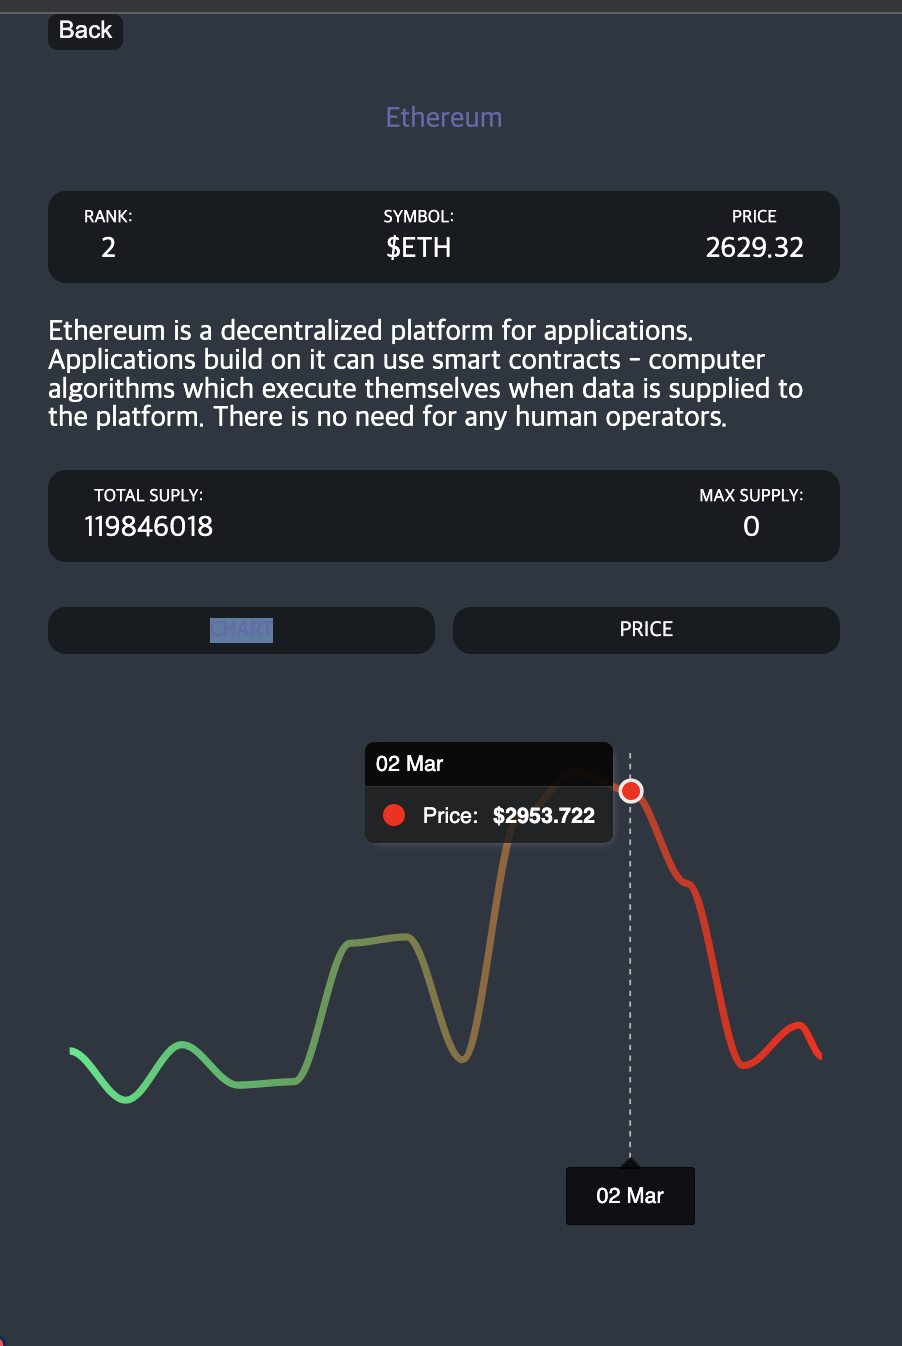 Back
Ethereum
RANK:
2
SYMBOL:
$ETH
PRICE
2629.32
Ethereum is a decentralized platform for applications.
Applications build on it can use smart contracts – computer
algorithms which execute themselves when data is supplied to
the platform. There is no need for any human operators.
TOTAL SUPLY:
119846018
MAX SUPPLY:
0
CHART
PRICE
02 Mar
Price: $2953.722
02 Mar